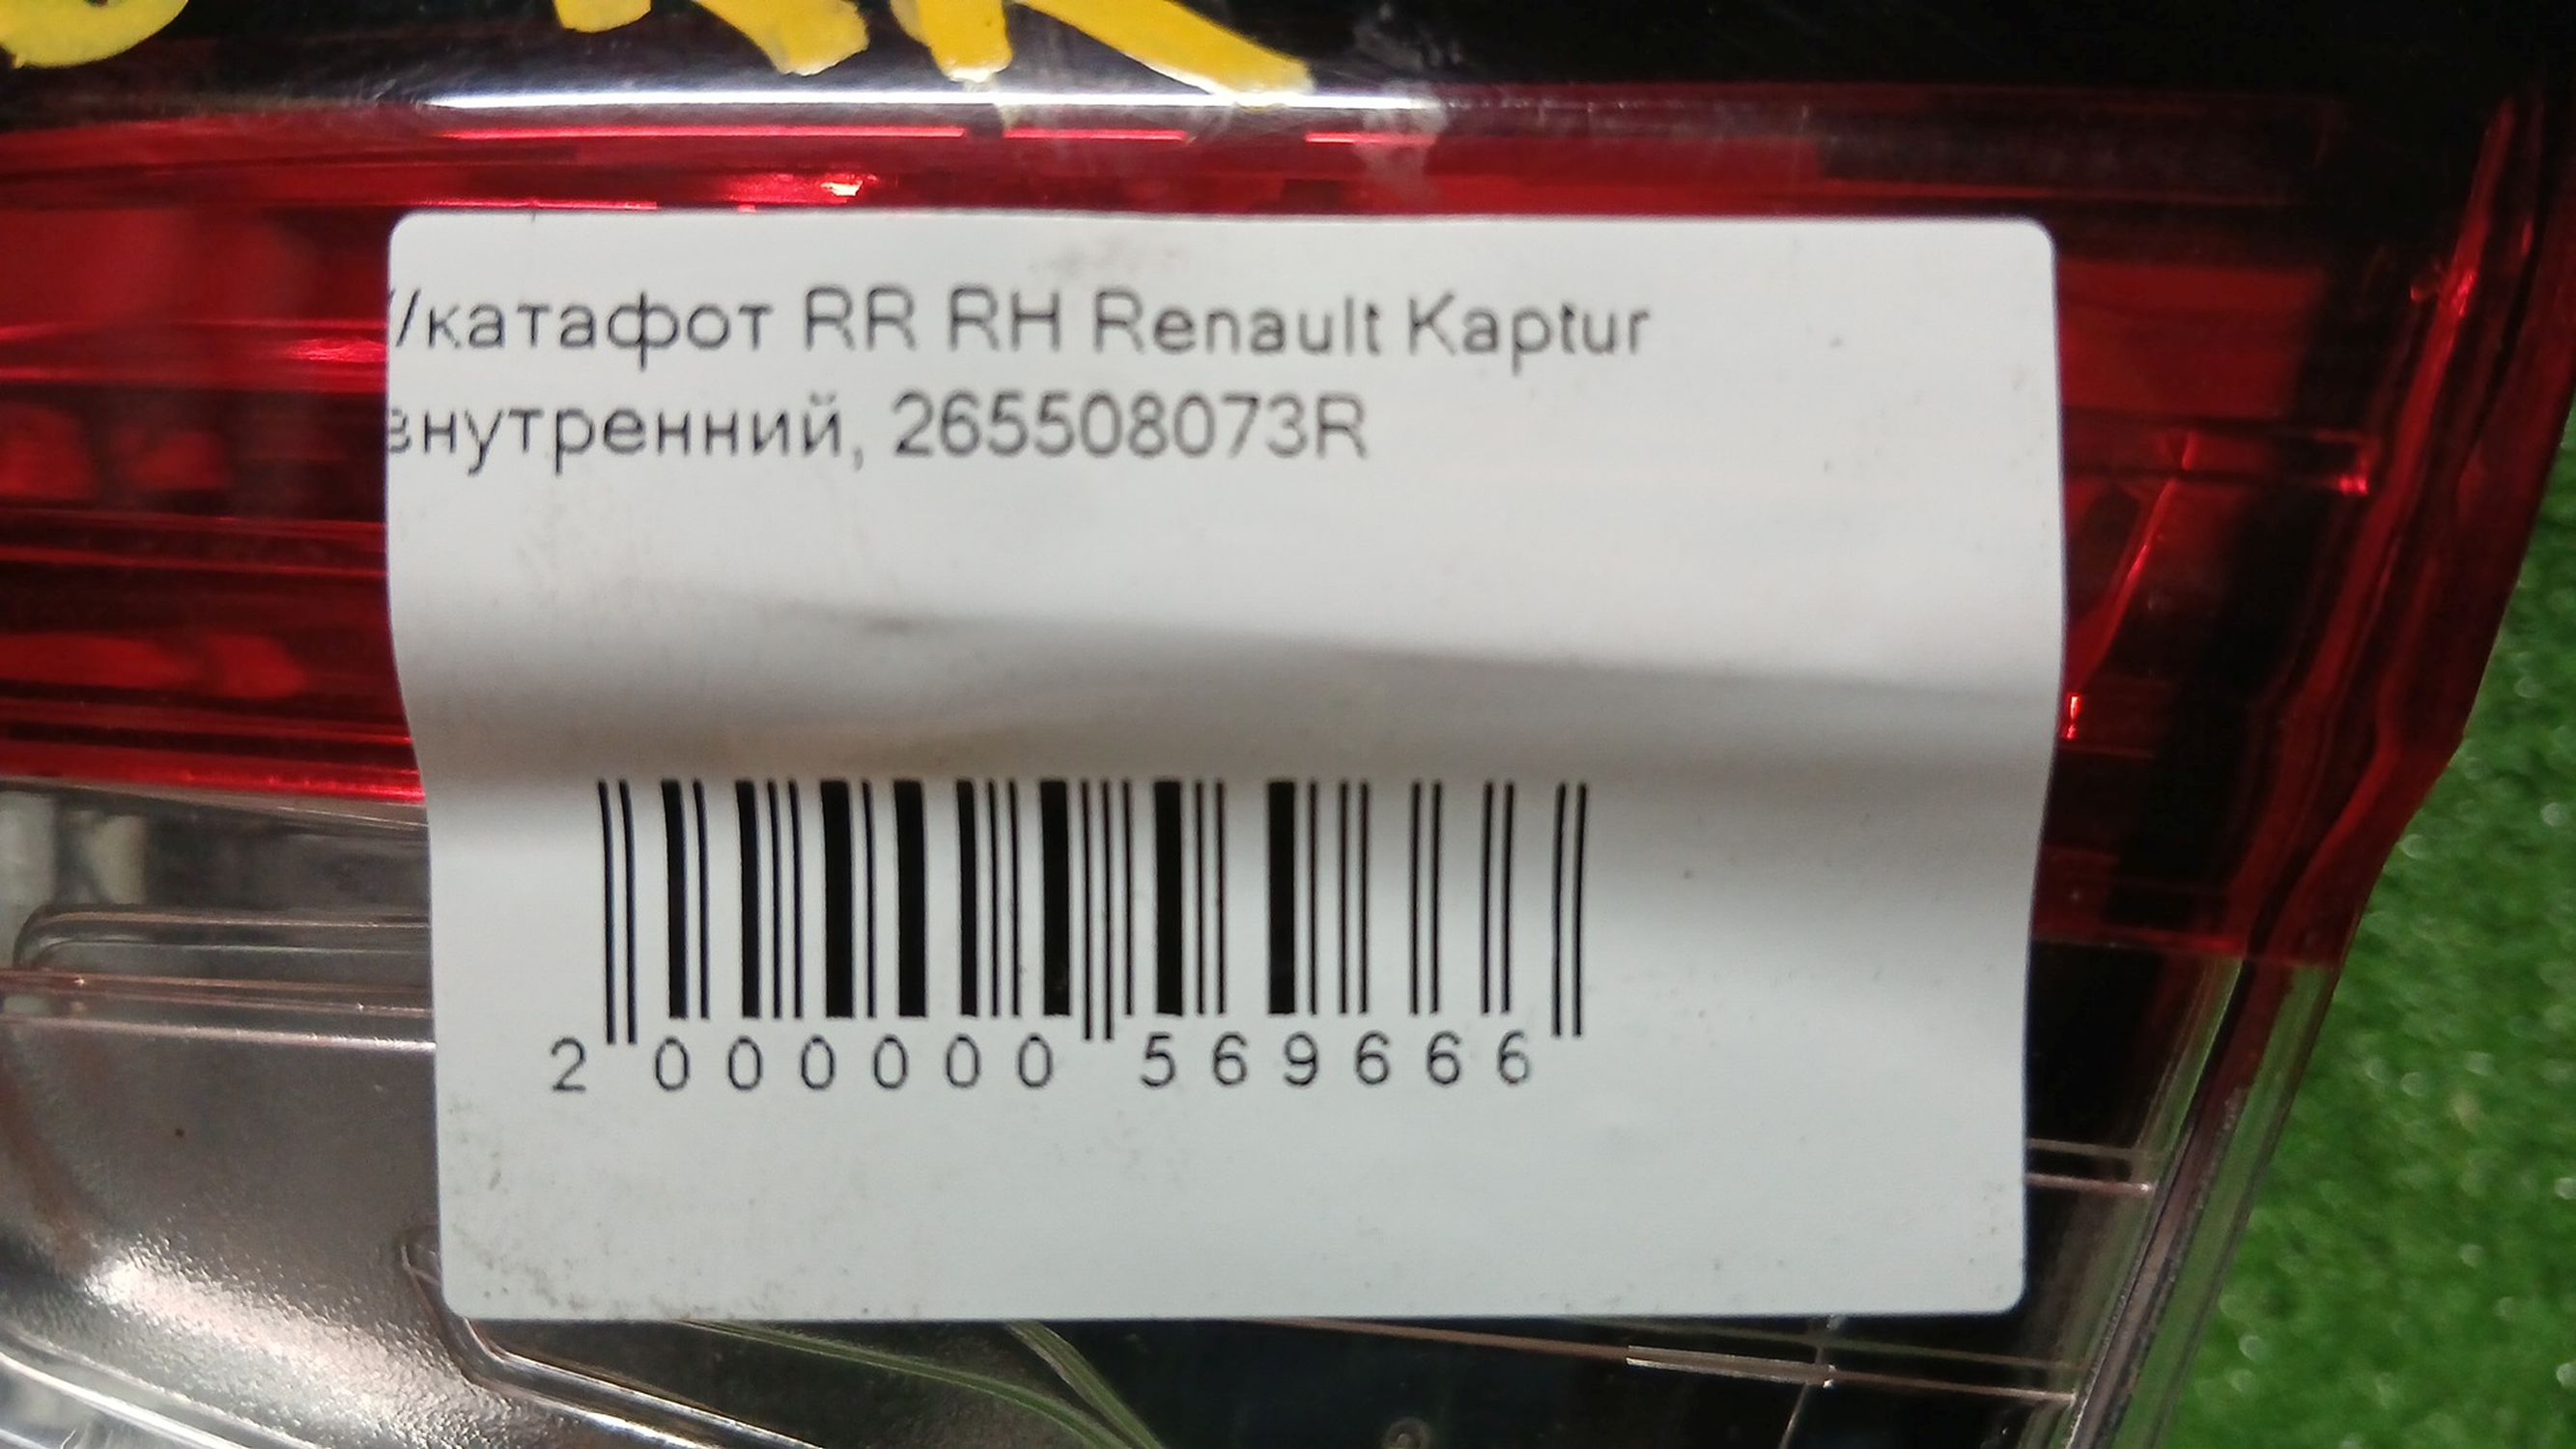 /катафот RR RH Renault Kaptur
внутренний, 265508073R
2 000000 569666